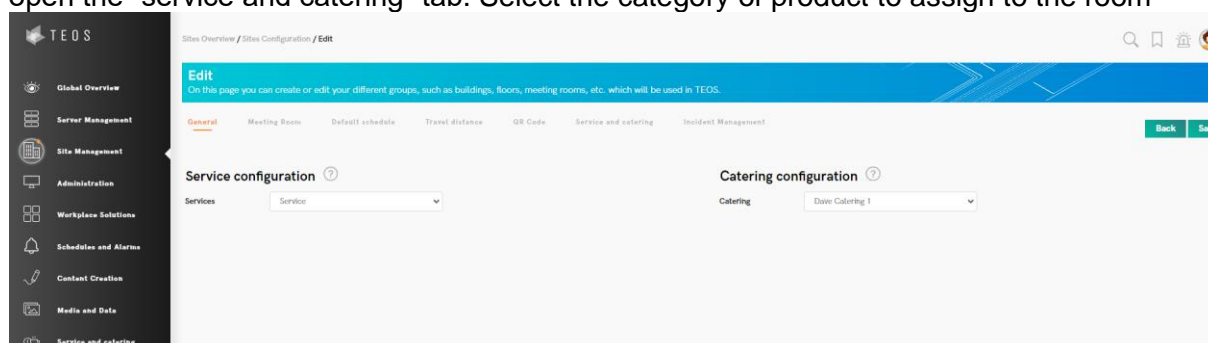 open the "service and catering" tab. Select the category or product to assign to the room
TEOS
Sites Overview / Sites Configuration / Edit
Edit
On this page you can create or edit your different groups, such as buildings, floors, meeting rooms, etc. which will be used in TEOS.
General Meeting Room Default schedule Travel distance QR Code Service and catering Incident Management
Back Sa
Global Overview
Server Management
Site Management
Administration
Workplace Solutions
Schedules and Alarms
Content Creation
Media and Data
Service and catering
Service configuration ?
Services Service
Catering configuration ?
Catering Dave Catering 1